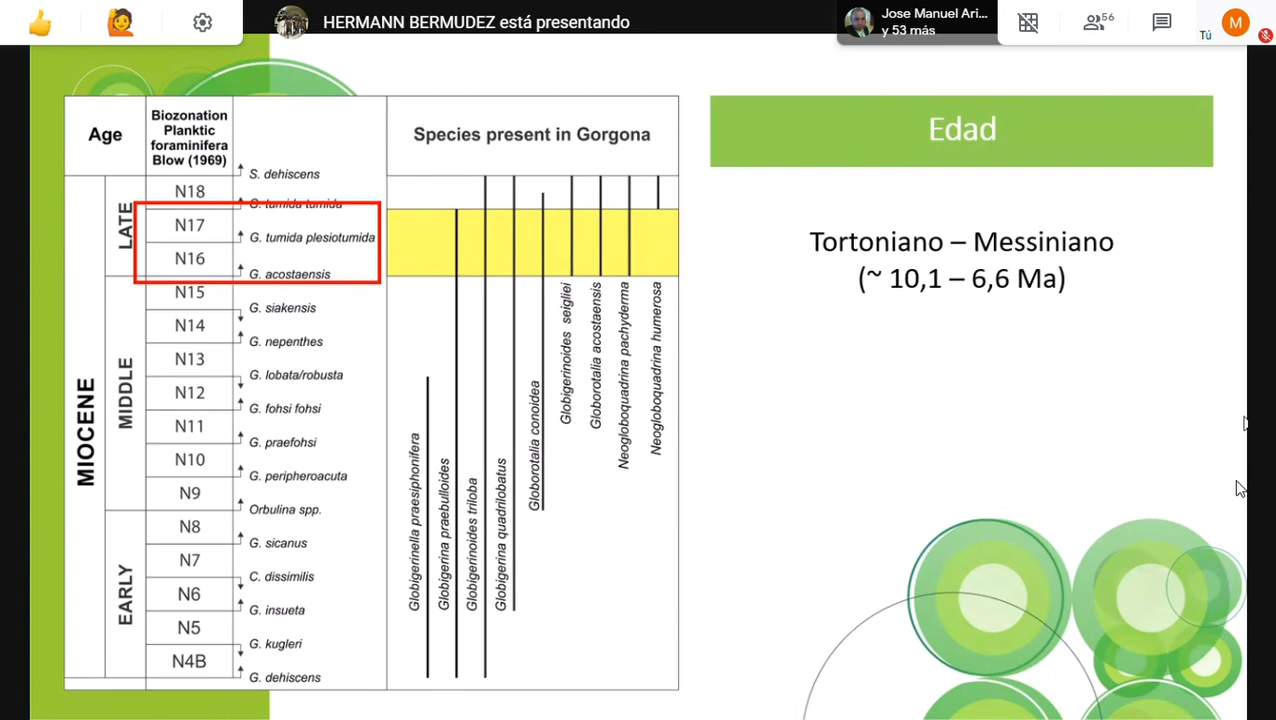 HERMANN BERMUDEZ está presentando
Jose Manuel Ari...
y 53 más
56
Tú
M
Age
Biozonation
Planktic
foraminifera
Blow (1969)
Species present in Gorgona
MIOCENE
LATE
MIDDLE
EARLY
S. dehiscens
N18
G. tumida tumida
N17
G. tumida plesiotumida
N16
G. acostaensis
N15
G. siakensis
N14
G. nepenthes
N13
G. lobata/robusta
N12
G. fohsi fohsi
N11
G. praefohsi
N10
G. peripheroacuta
N9
Orbulina spp.
N8
G. sicanus
N7
C. dissimilis
N6
G. insueta
N5
G. kugleri
N4B
G. dehiscens
Globigerinella praesiphonifera
Globigerina praebulloides
Globigerinoides triloba
Globigerina quadrilobatus
Globorotalia conoidea
Globigerinoides seigliei
Globorotalia acostaensis
Neogloboquadrina pachyderma
Neogloboquadrina humerosa
Edad
Tortoniano – Messiniano
(~ 10,1 – 6,6 Ma)